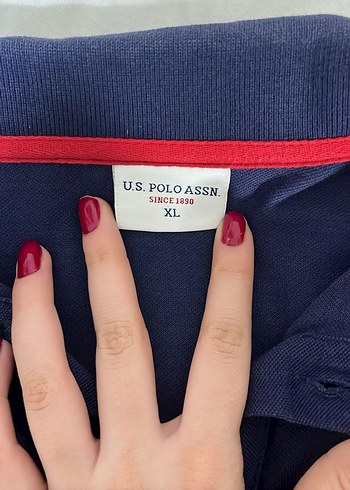 U.S. POLO ASSN.
SINCE 1890
XL